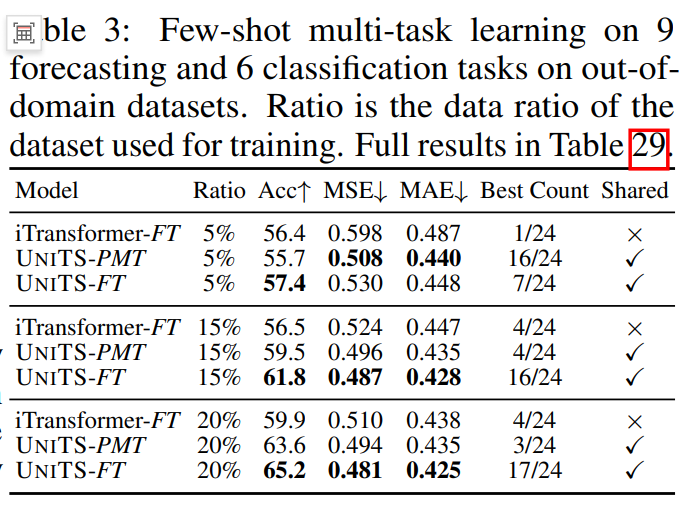 ble 3: Few-shot multi-task learning on 9
forecasting and 6 classification tasks on out-of-
domain datasets. Ratio is the data ratio of the
dataset used for training. Full results in Table 29.
Model Ratio Acc↑ MSE↓ MAE↓ Best Count Shared
iTransformer-FT 5% 56.4 0.598 0.487 1/24 ×
UNITS-PMT 5% 55.7 0.508 0.440 16/24 ✓
UNITS-FT 5% 57.4 0.530 0.448 7/24 ✓
iTransformer-FT 15% 56.5 0.524 0.447 4/24 ×
UNITS-PMT 15% 59.5 0.496 0.435 4/24 ✓
UNITS-FT 15% 61.8 0.487 0.428 16/24 ✓
iTransformer-FT 20% 59.9 0.510 0.438 4/24 ×
UNITS-PMT 20% 63.6 0.494 0.435 3/24 ✓
UNITS-FT 20% 65.2 0.481 0.425 17/24 ✓